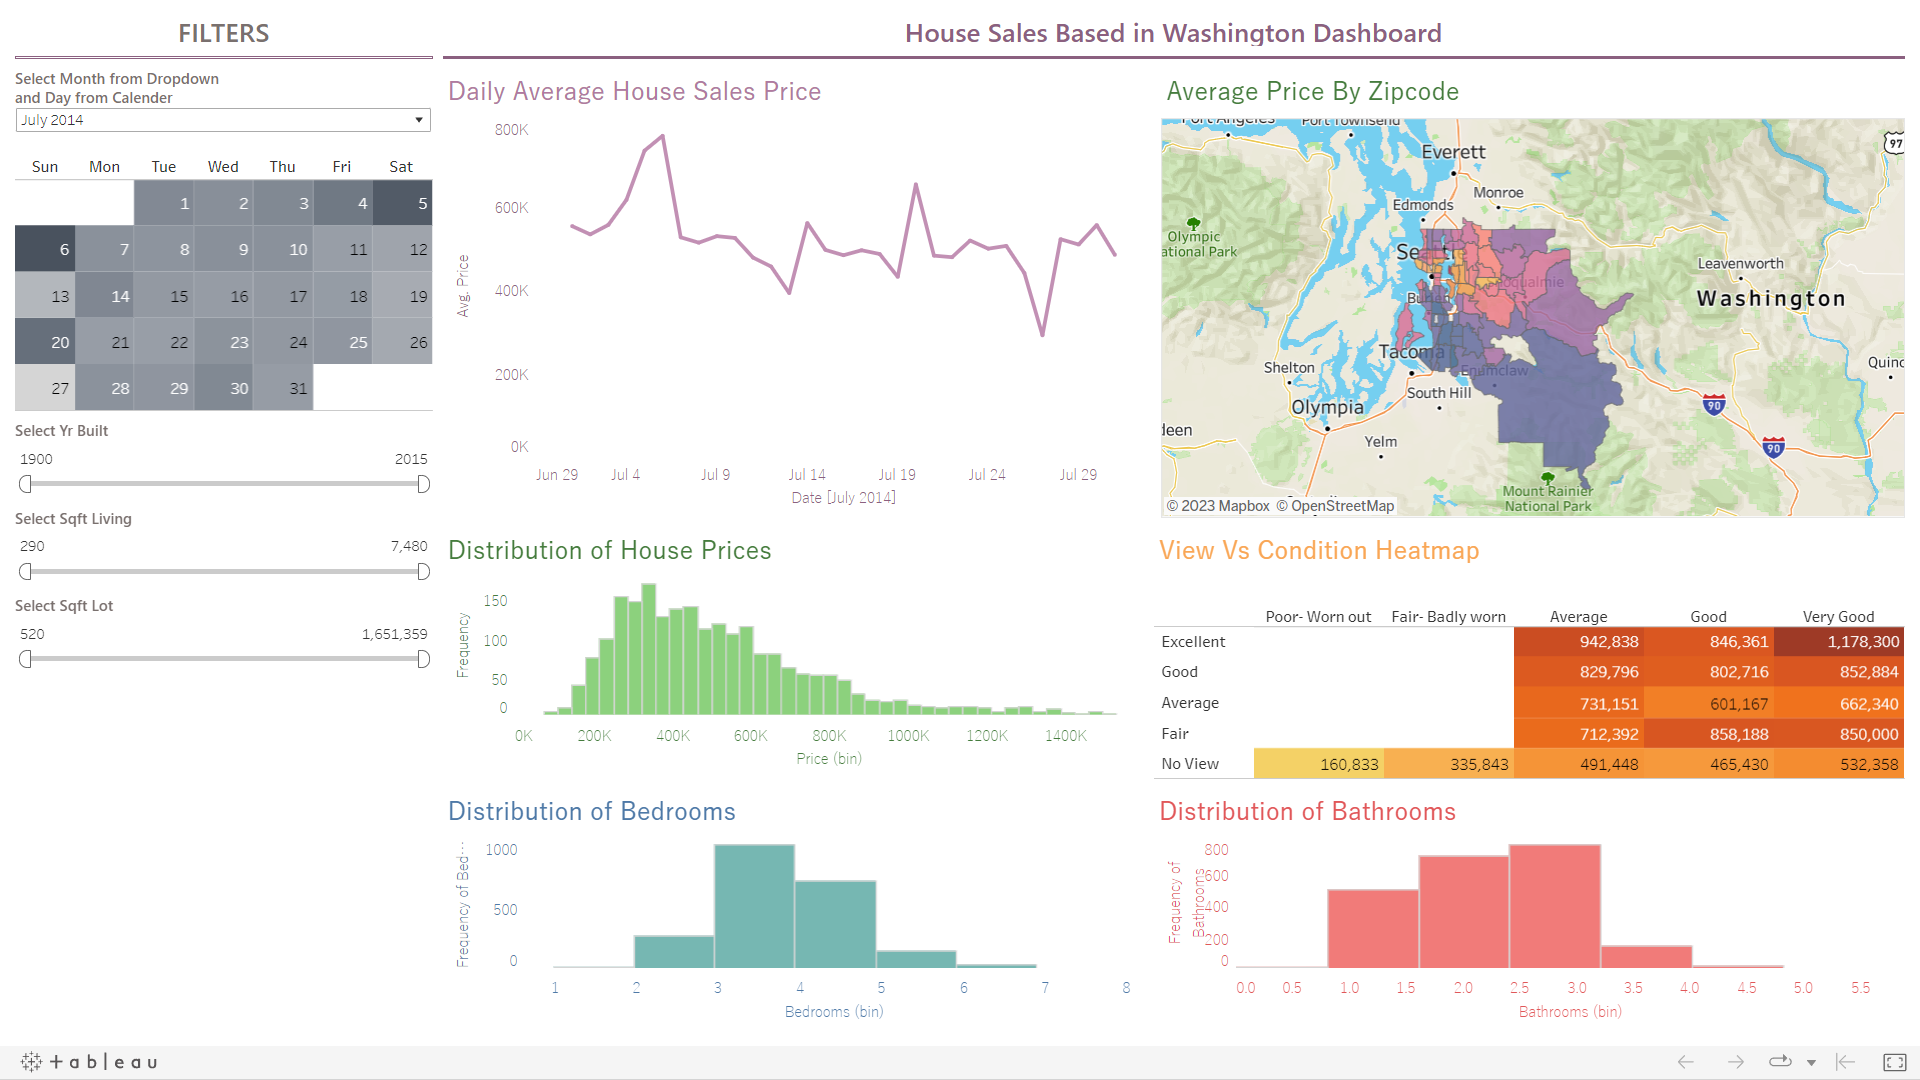 FILTERS
House Sales Based in Washington Dashboard
Select Month from Dropdown
and Day from Calender
July 2014
Sun Mon Tue Wed Thu Fri Sat
1 2 3 4 5
6 7 8 9 10 11 12
13 14 15 16 17 18 19
20 21 22 23 24 25 26
27 28 29 30 31
Select Yr Built
1900 2015
Select Sqft Living
290 7,480
Select Sqft Lot
520 1,651,359
Daily Average House Sales Price
Avg. Price
800K
600K
400K
200K
0K
Jun 29 Jul 4 Jul 9 Jul 14 Jul 19 Jul 24 Jul 29
Date [July 2014]
Average Price By Zipcode
Port Angeles
Port Townsend
Everett
97
Monroe
Edmonds
Olympic
ational Park
Seattle
Leavenworth
oqualmie
Washington
Burien
Tacoma
Shelton
Enumclaw
Quinc
South Hill
Olympia
90
deen
Yelm
90
Mount Rainier
National Park
© 2023 Mapbox © OpenStreetMap
Distribution of House Prices
Frequency
150
100
50
0
0K 200K 400K 600K 800K 1000K 1200K 1400K
Price (bin)
View Vs Condition Heatmap
Poor- Worn out Fair- Badly worn Average Good Very Good
Excellent 942,838 846,361 1,178,300
Good 829,796 802,716 852,884
Average 731,151 601,167 662,340
Fair 712,392 858,188 850,000
No View 160,833 335,843 491,448 465,430 532,358
Distribution of Bedrooms
Frequency of Bed···
1000
500
0
1 2 3 4 5 6 7 8
Bedrooms (bin)
Distribution of Bathrooms
Frequency of
Bathrooms
800
600
400
200
0
0.0 0.5 1.0 1.5 2.0 2.5 3.0 3.5 4.0 4.5 5.0 5.5
Bathrooms (bin)
+ableau